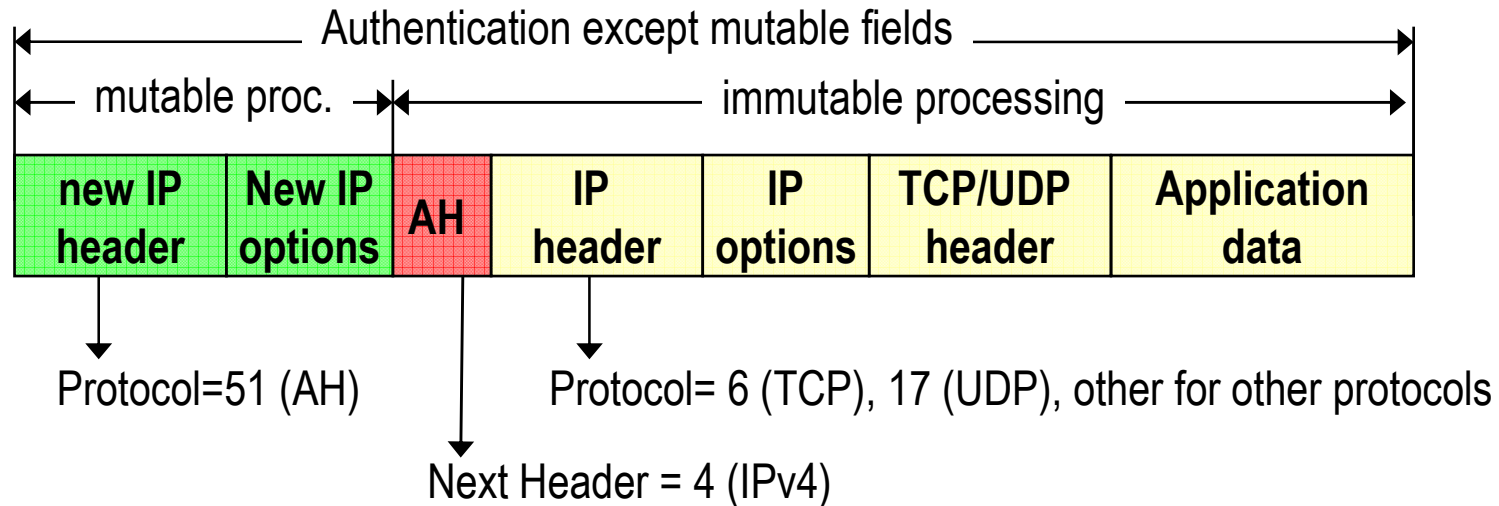 Authentication except mutable fields
mutable proc.
immutable processing
new IP header
New IP options
AH
IP header
IP options
TCP/UDP header
Application data
Protocol=51 (AH)
Protocol= 6 (TCP), 17 (UDP), other for other protocols
Next Header = 4 (IPv4)